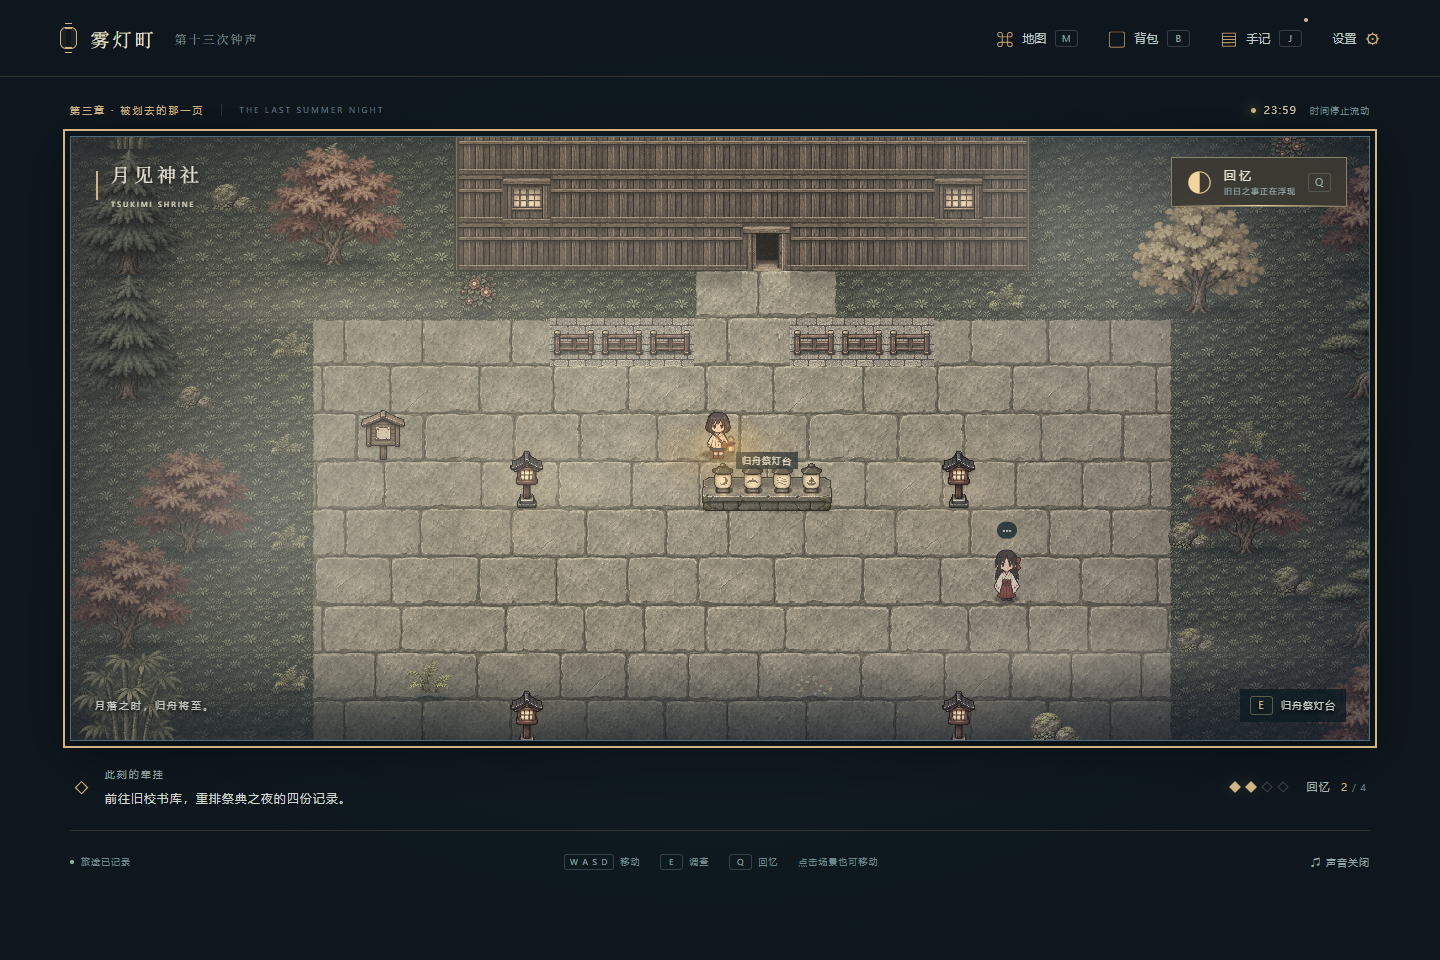 雾灯町
第十三次钟声
地图 M
背包 B
手记 J
设置
第三章 · 被划去的那一页
THE LAST SUMMER NIGHT
23:59 时间停止流动
月见神社
TSUKIMI SHRINE
回忆
旧日之事正在浮现
Q
归舟祭灯台
...
月落之时，归舟将至。
E 归舟祭灯台
此刻的牵挂
前往旧校书库，重排祭典之夜的四份记录。
回忆 2 / 4
旅途已记录
WASD 移动
E 调查
Q 回忆
点击场景也可移动
声音关闭